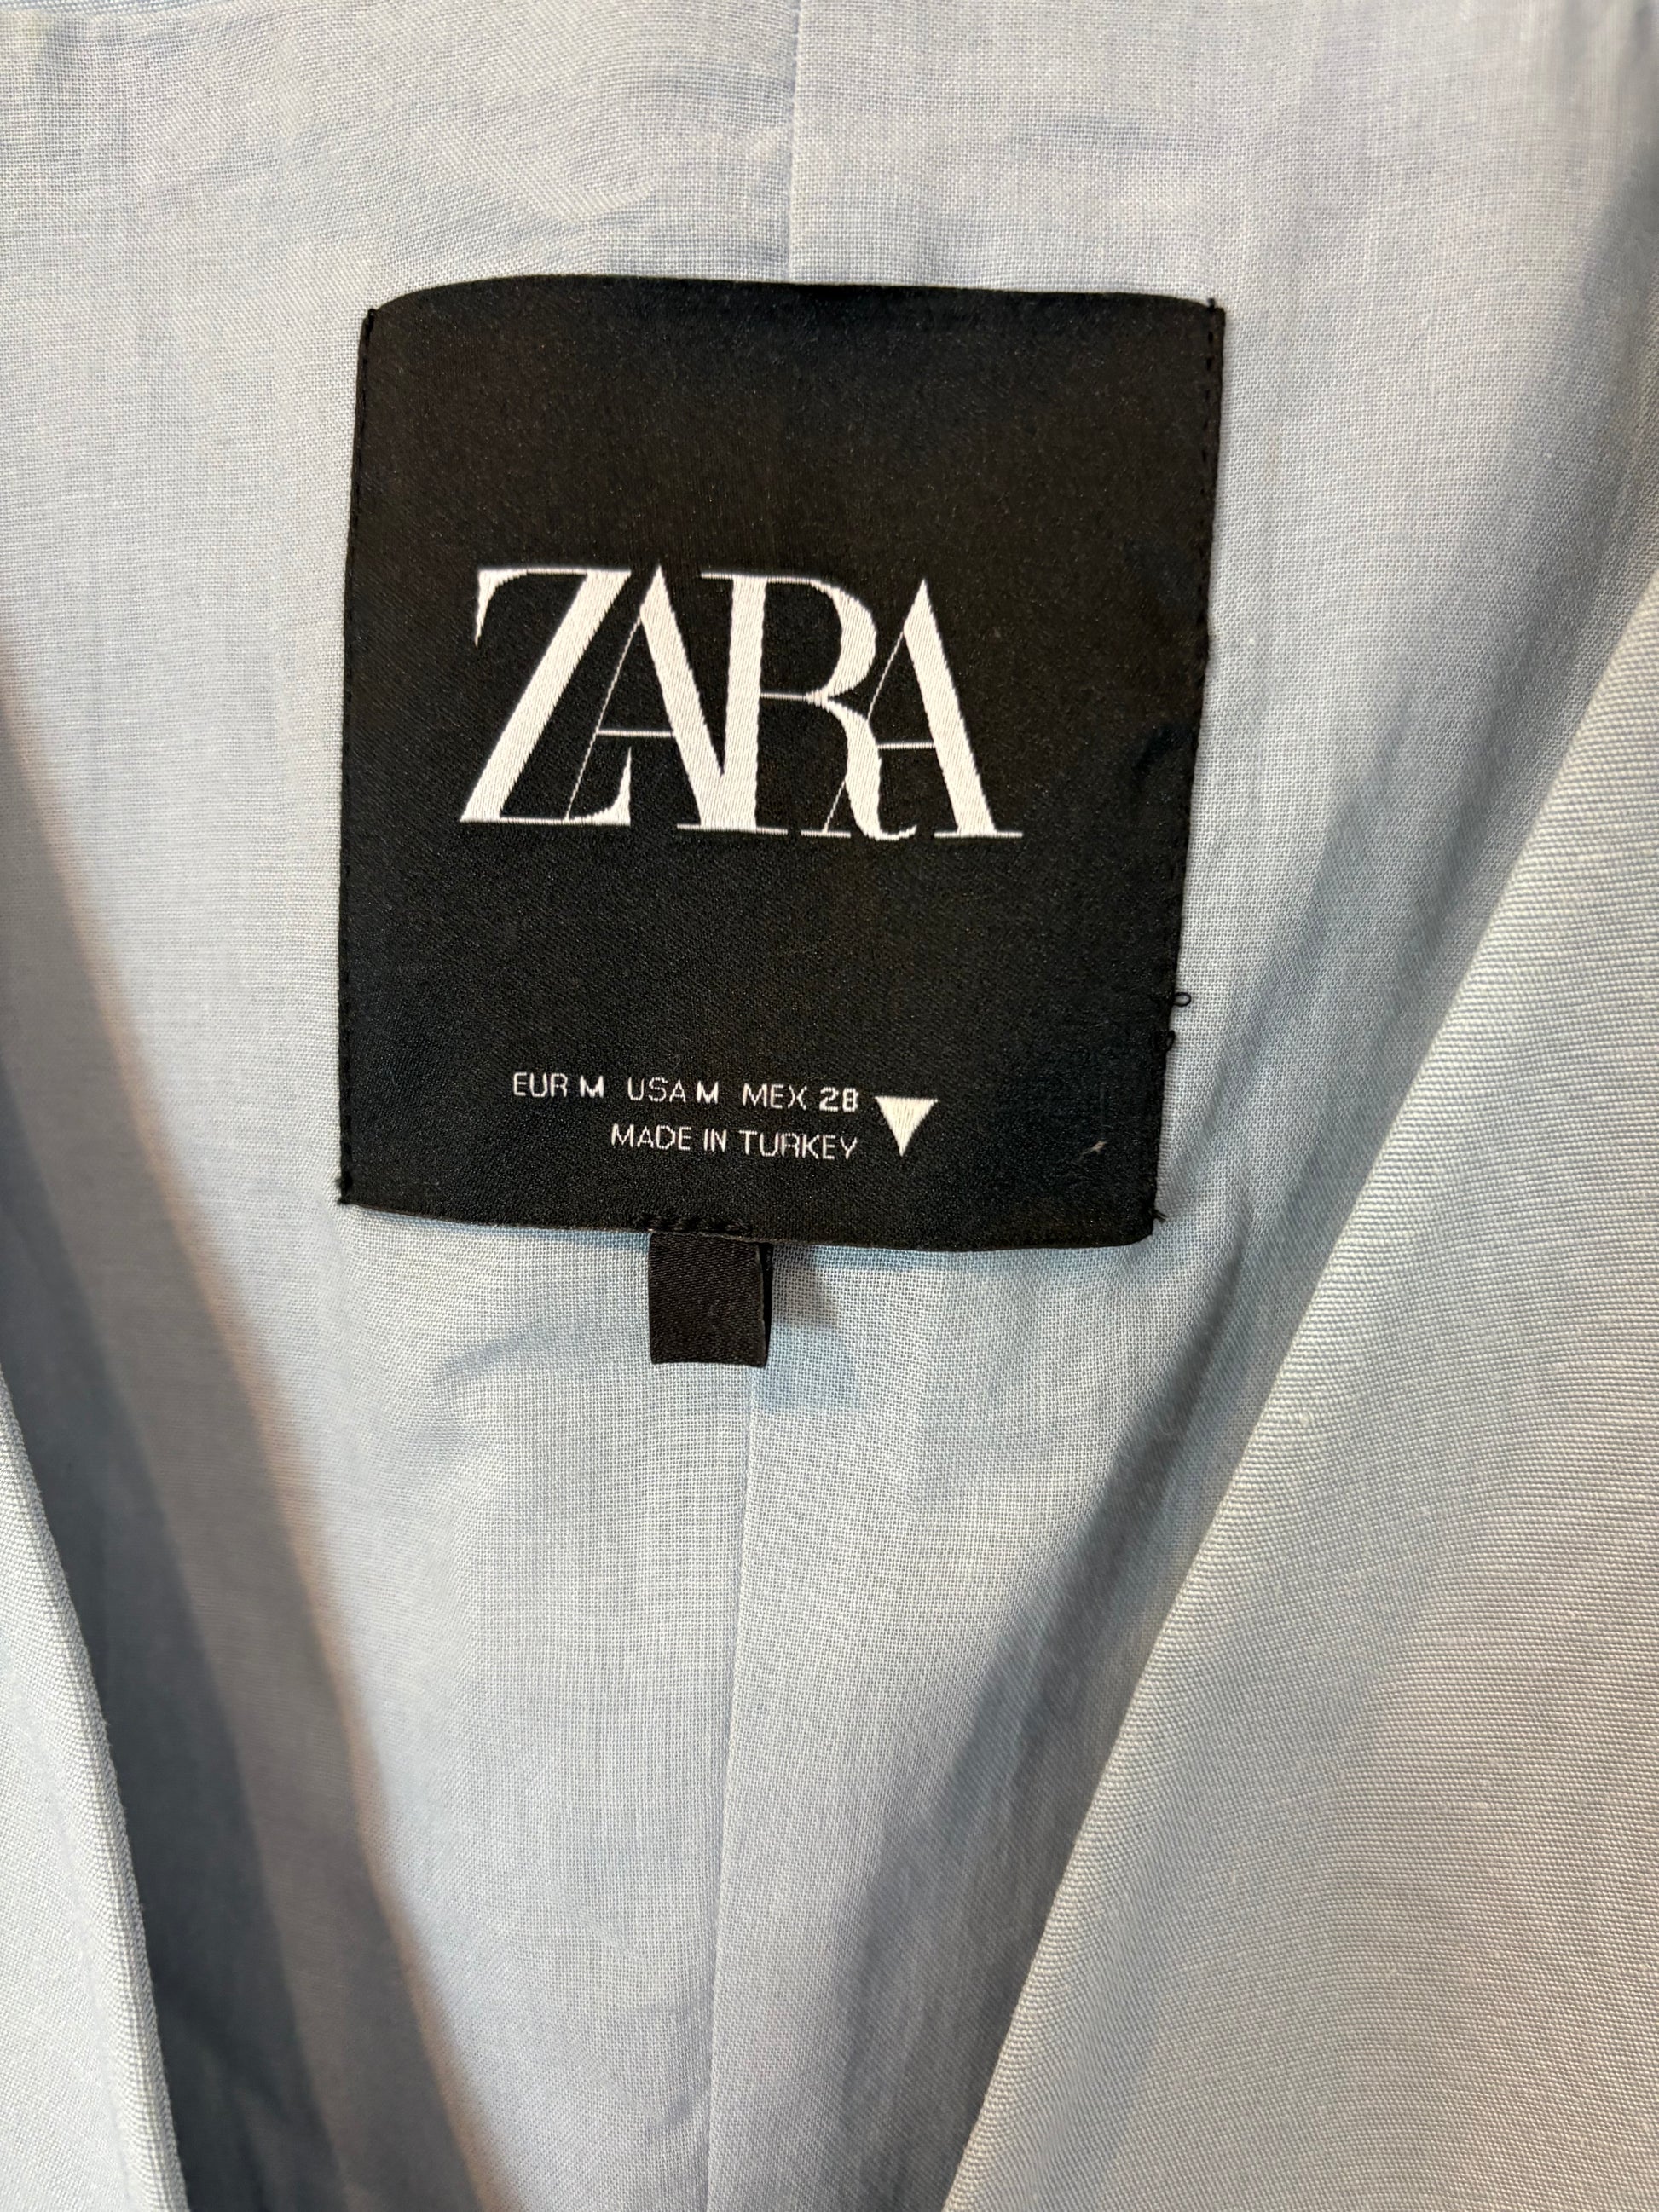 ZARA
EUR M USA M MEX 28
MADE IN TURKEY